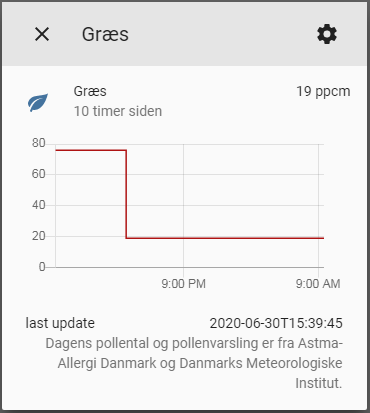 Græs
Græs 19 ppcm
10 timer siden
80
60
40
20
0
9:00 PM 9:00 AM
last update 2020-06-30T15:39:45
Dagens pollental og pollenvarsling er fra Astma-
Allergi Danmark og Danmarks Meteorologiske
Institut.